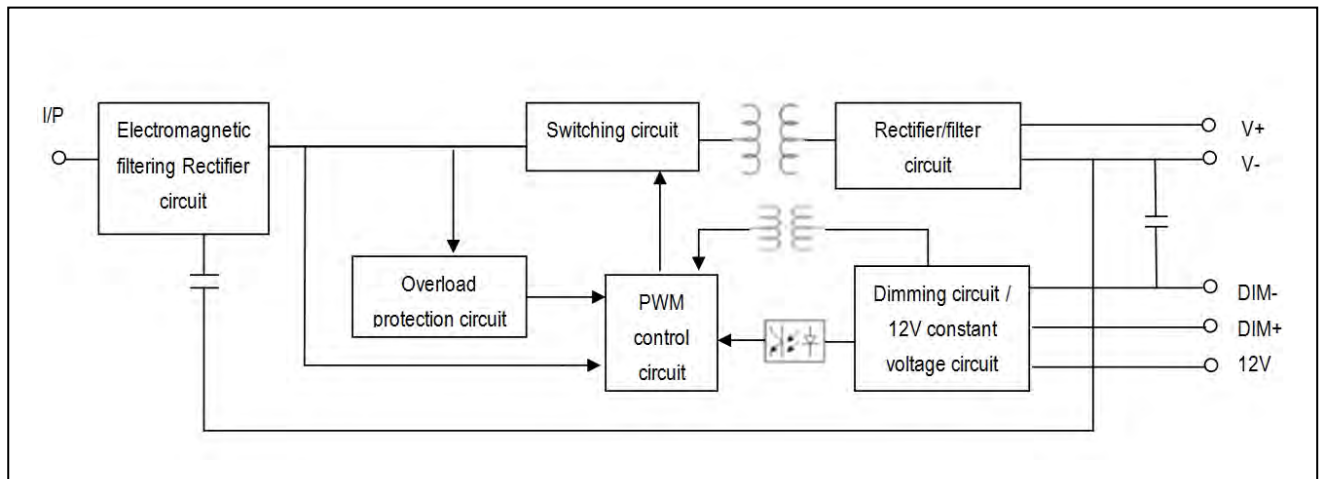 I/P
Electromagnetic
filtering Rectifier
circuit
Switching circuit
Rectifier/filter
circuit
V+
V-
Overload
protection circuit
PWM
control
circuit
Dimming circuit /
12V constant
voltage circuit
DIM-
DIM+
12V